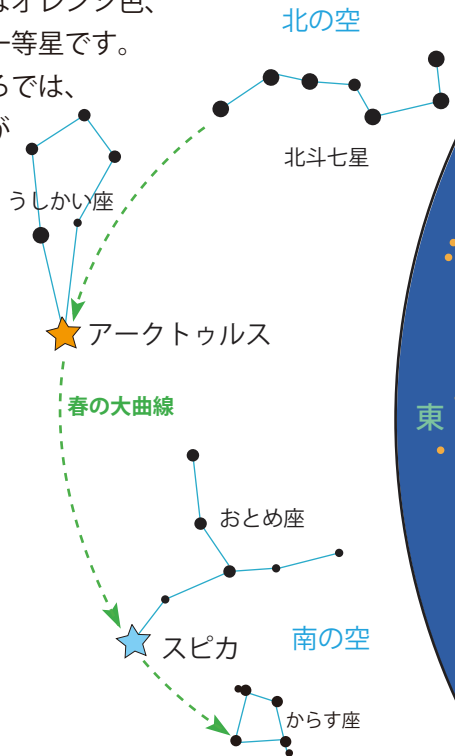 はオレンジ色、
一等星です。
ろでは、
が
北の空
北斗七星
うしかい座
アークトゥルス
春の大曲線
東
おとめ座
スピカ
南の空
からす座